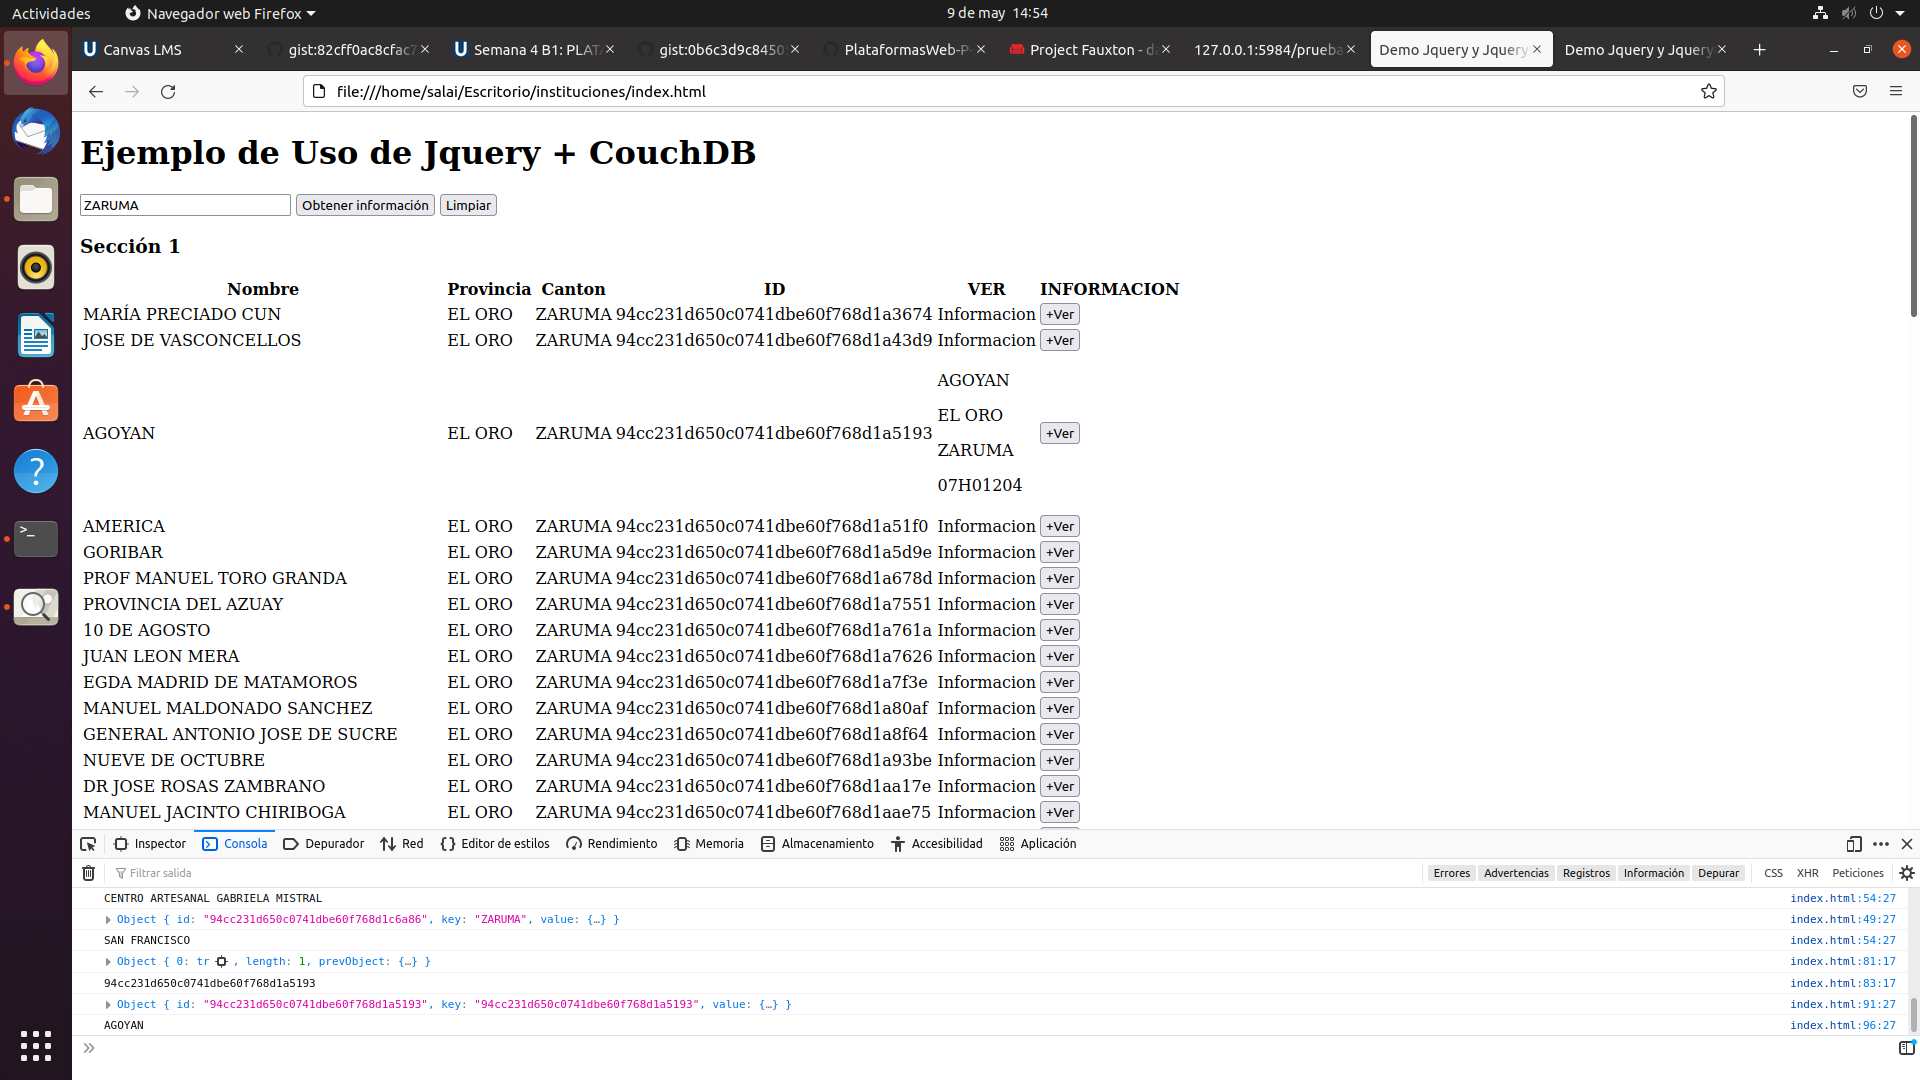 Actividades
Navegador web Firefox
9 de may 14:54
Canvas LMS
gist:82cff0ac8cfac7
Semana 4 B1: PLATA
gist:0b6c3d9c8450
PlataformasWeb-P-
Project Fauxton - da
127.0.0.1:5984/prueba
Demo Jquery y Jquery
Demo Jquery y Jquery
file:///home/salai/Escritorio/instituciones/index.html
Ejemplo de Uso de Jquery + CouchDB
ZARUMA Obtener información Limpiar
Sección 1
Nombre Provincia Canton ID VER INFORMACION
MARÍA PRECIADO CUN EL ORO ZARUMA 94cc231d650c0741dbe60f768d1a3674 Informacion +Ver
JOSE DE VASCONCELLOS EL ORO ZARUMA 94cc231d650c0741dbe60f768d1a43d9 Informacion +Ver
AGOYAN
EL ORO
ZARUMA
07H01204
AGOYAN EL ORO ZARUMA 94cc231d650c0741dbe60f768d1a5193 +Ver
AMERICA EL ORO ZARUMA 94cc231d650c0741dbe60f768d1a51f0 Informacion +Ver
GORIBAR EL ORO ZARUMA 94cc231d650c0741dbe60f768d1a5d9e Informacion +Ver
PROF MANUEL TORO GRANDA EL ORO ZARUMA 94cc231d650c0741dbe60f768d1a678d Informacion +Ver
PROVINCIA DEL AZUAY EL ORO ZARUMA 94cc231d650c0741dbe60f768d1a7551 Informacion +Ver
10 DE AGOSTO EL ORO ZARUMA 94cc231d650c0741dbe60f768d1a761a Informacion +Ver
JUAN LEON MERA EL ORO ZARUMA 94cc231d650c0741dbe60f768d1a7626 Informacion +Ver
EGDA MADRID DE MATAMOROS EL ORO ZARUMA 94cc231d650c0741dbe60f768d1a7f3e Informacion +Ver
MANUEL MALDONADO SANCHEZ EL ORO ZARUMA 94cc231d650c0741dbe60f768d1a80af Informacion +Ver
GENERAL ANTONIO JOSE DE SUCRE EL ORO ZARUMA 94cc231d650c0741dbe60f768d1a8f64 Informacion +Ver
NUEVE DE OCTUBRE EL ORO ZARUMA 94cc231d650c0741dbe60f768d1a93be Informacion +Ver
DR JOSE ROSAS ZAMBRANO EL ORO ZARUMA 94cc231d650c0741dbe60f768d1aa17e Informacion +Ver
MANUEL JACINTO CHIRIBOGA EL ORO ZARUMA 94cc231d650c0741dbe60f768d1aae75 Informacion +Ver
Inspector Consola Depurador Red Editor de estilos Rendimiento Memoria Almacenamiento Accesibilidad Aplicación
Filtrar salida Errores Advertencias Registros Información Depurar CSS XHR Peticiones
CENTRO ARTESANAL GABRIELA MISTRAL index.html:54:27
Object { id: "94cc231d650c0741dbe60f768d1c6a86", key: "ZARUMA", value: {…} } index.html:49:27
SAN FRANCISCO index.html:54:27
Object { 0: tr , length: 1, prevObject: {…} } index.html:81:17
94cc231d650c0741dbe60f768d1a5193 index.html:83:17
Object { id: "94cc231d650c0741dbe60f768d1a5193", key: "94cc231d650c0741dbe60f768d1a5193", value: {…} } index.html:91:27
AGOYAN index.html:96:27